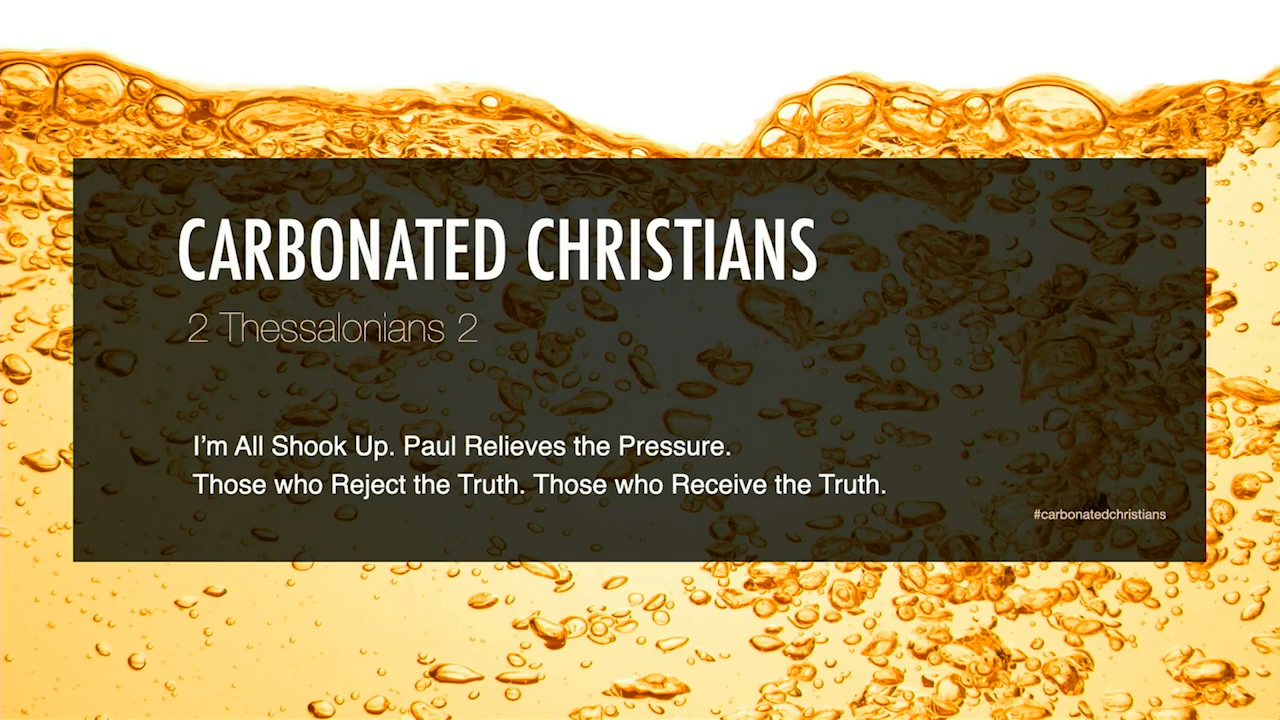 CARBONATED CHRISTIANS
2 Thessalonians 2
I’m All Shook Up. Paul Relieves the Pressure.
Those who Reject the Truth. Those who Receive the Truth.
#carbonatedchristians